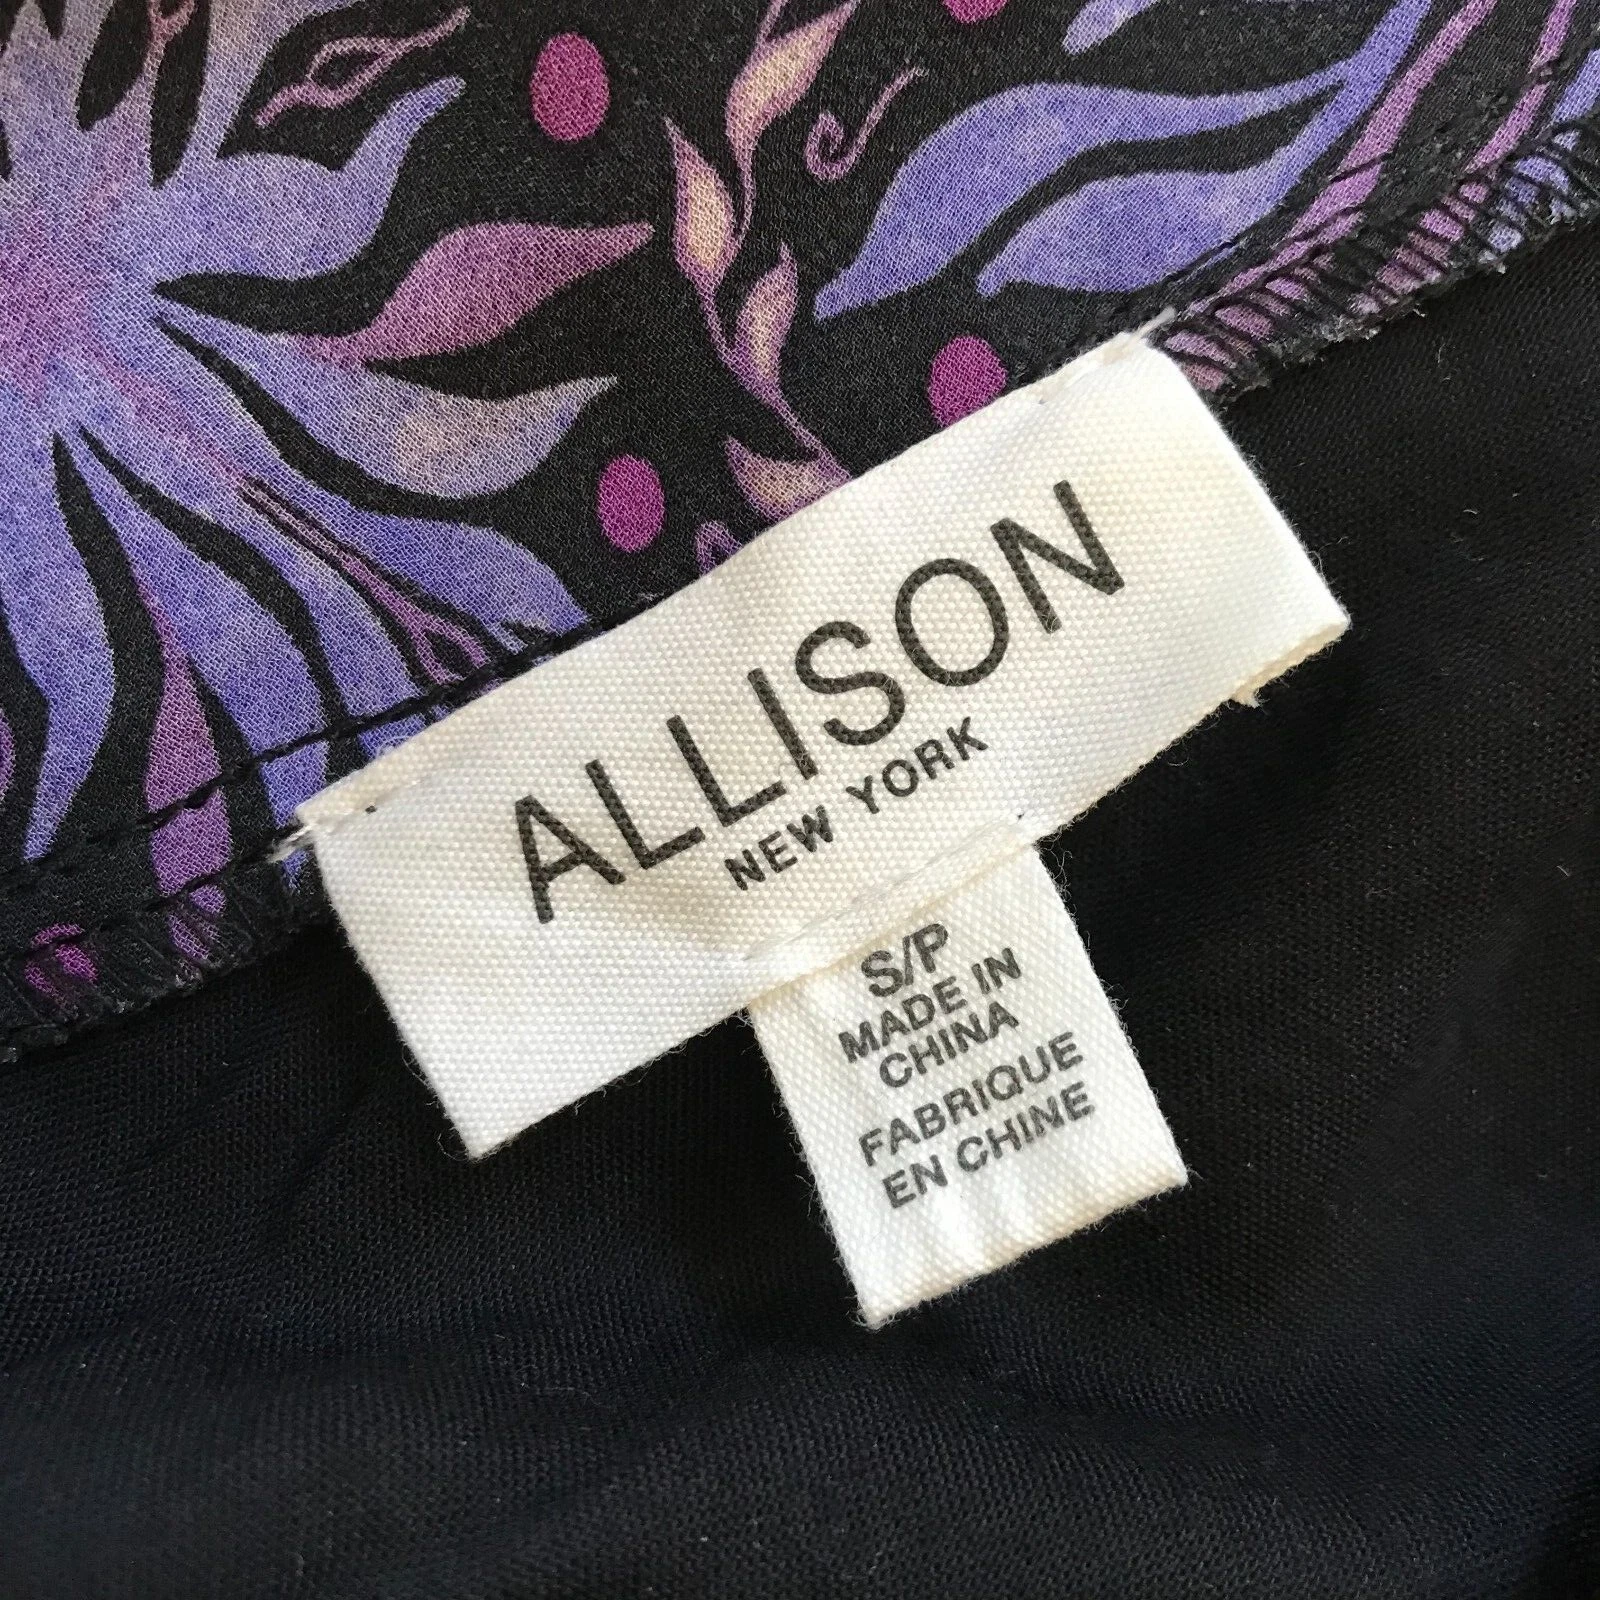 ALLISON
NEW YORK
S/P
MADE IN
CHINA
FABRIQUE
EN CHINE